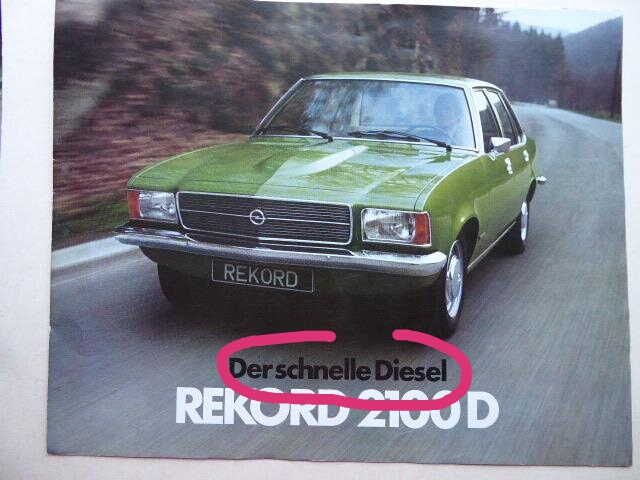 REKORD
Der schnelle Diesel
REKORD 2100 D